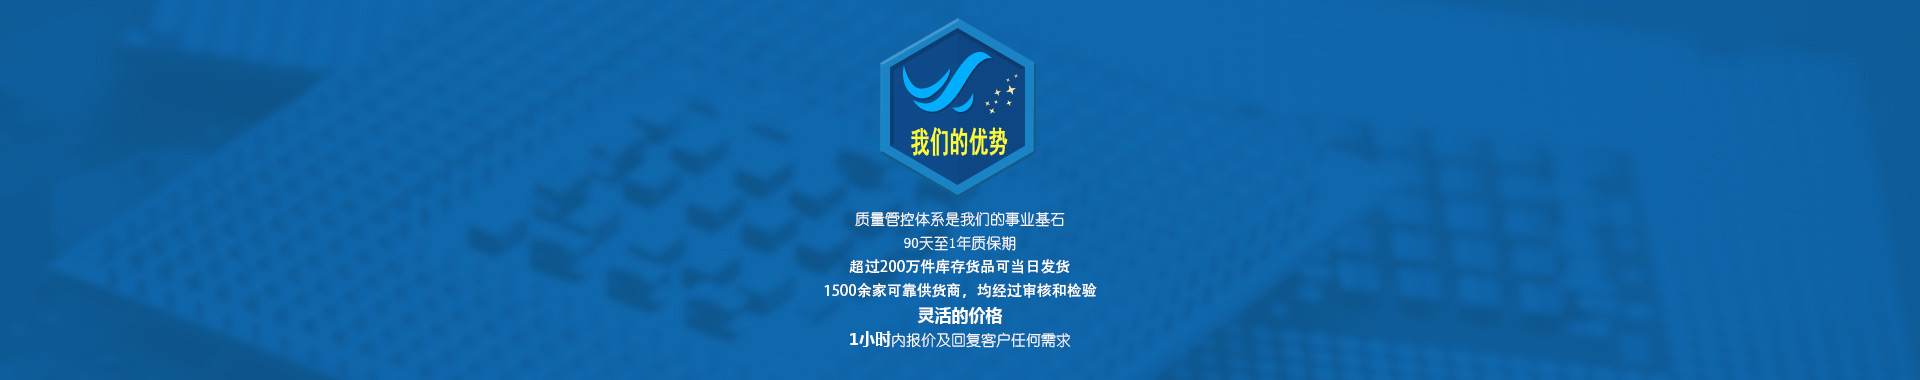 我们的优势
质量管控体系是我们的事业基石
90天至1年质保期
超过200万件库存货品可当日发货
1500余家可靠供货商，均经过审核和检验
灵活的价格
1小时内报价及回复客户任何需求